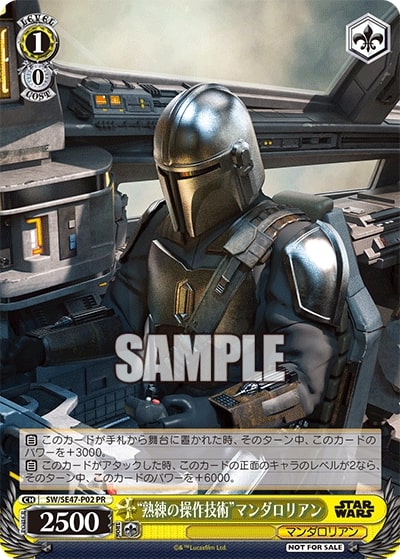 LEVEL
1
0
COST
SAMPLE
自 このカードが手札から舞台に置かれた時、そのターン中、このカードの
パワーを+3000。
自 このカードがアタックした時、このカードの正面のキャラのレベルが2なら、
そのターン中、このカードのパワーを+6000。
CH SW/SE47-P02 PR
2500
“熟練の操作技術”マンダロリアン
STAR WARS
マンダロリアン
©&™Lucasfilm Ltd.
NOT FOR SALE